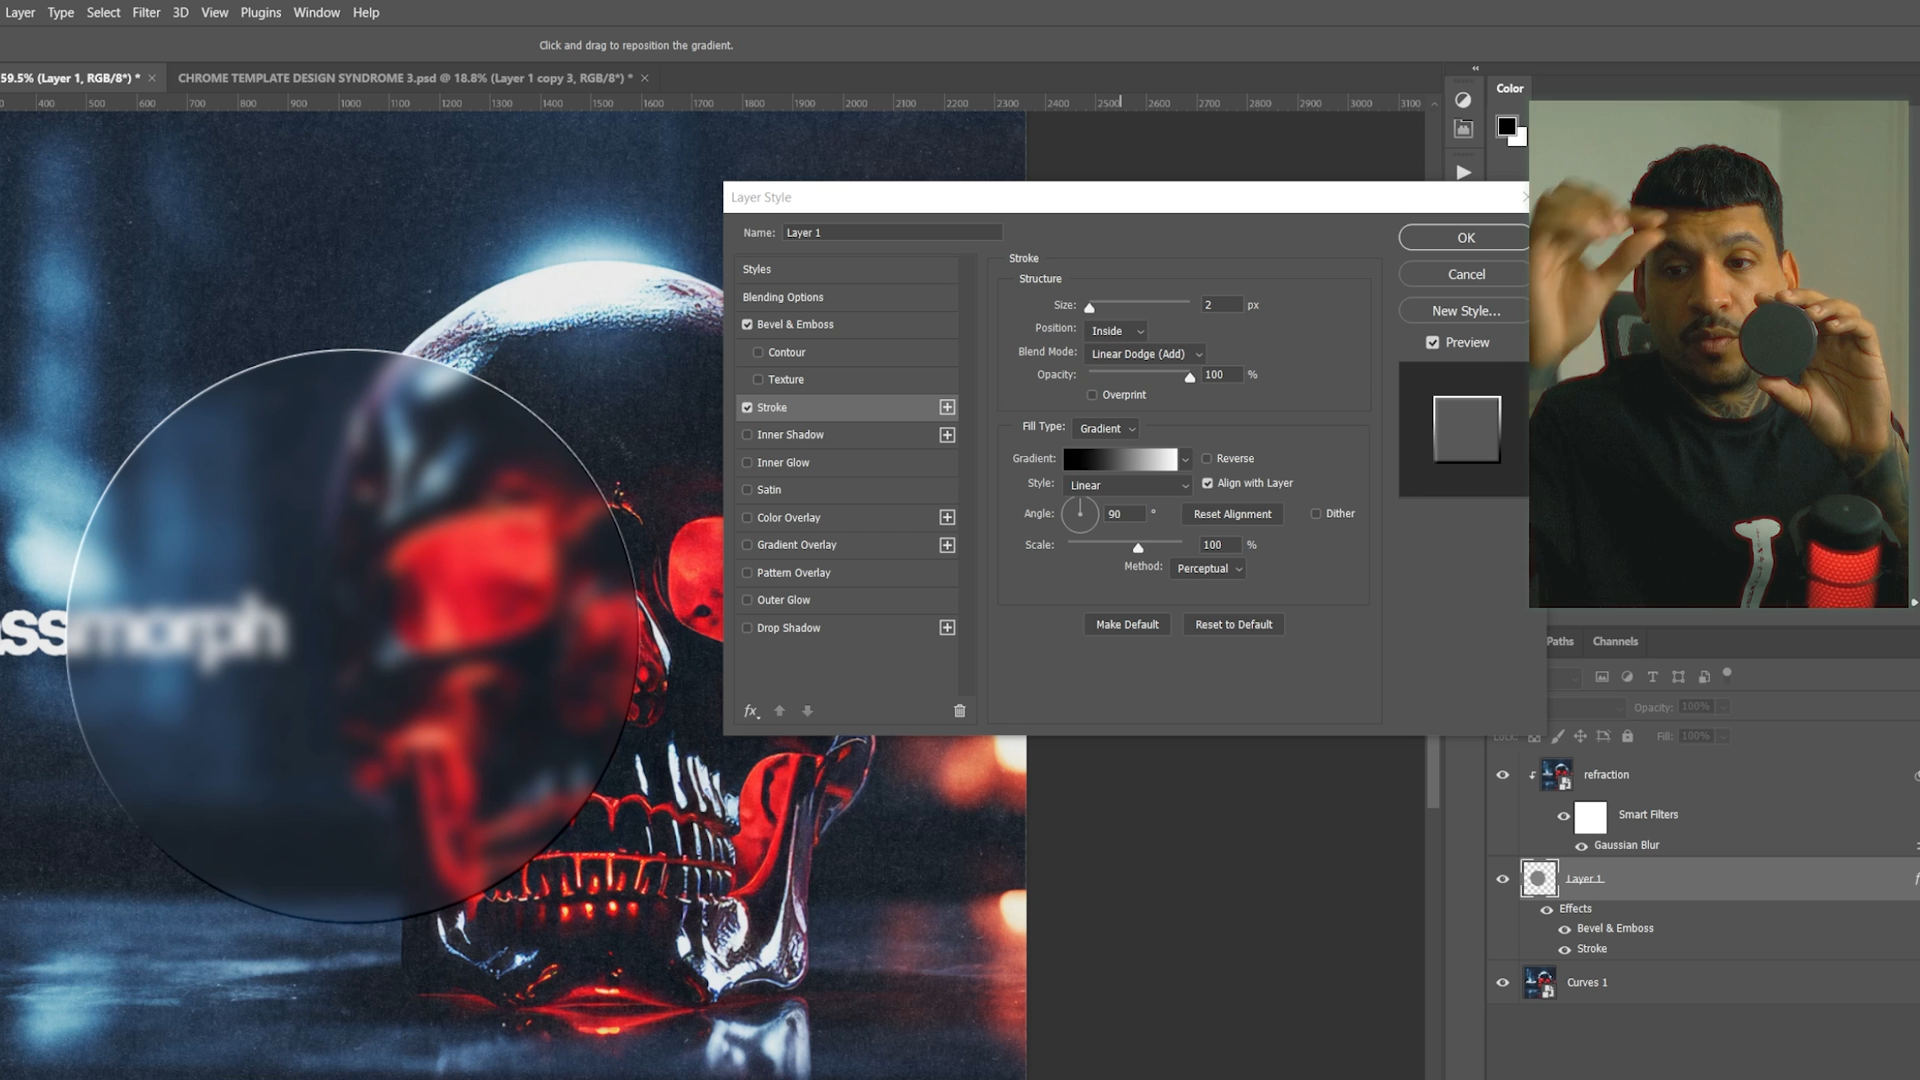 Layer Type Select Filter 3D View Plugins Window Help
Click and drag to reposition the gradient.
59.5% (Layer 1, RGB/8*) *
CHROME TEMPLATE DESIGN SYNDROME 3.psd @ 18.8% (Layer 1 copy 3, RGB/8*) *
400 500 600 700 800 900 1000 1100 1200 1300 1400 1500 1600 1700 1800 1900 2000 2100 2200 2300 2400 2500 2600 2700 2800 2900 3000 3100
Color
Layer Style
Name: Layer 1
Styles
Blending Options
Bevel & Emboss
Contour
Texture
Stroke
Inner Shadow
Inner Glow
Satin
Color Overlay
Gradient Overlay
Pattern Overlay
Outer Glow
Drop Shadow
fx
Stroke
Structure
Size: 2 px
Position: Inside
Blend Mode: Linear Dodge (Add)
Opacity: 100 %
Overprint
Fill Type: Gradient
Gradient: Reverse
Style: Linear Align with Layer
Angle: 90 ° Reset Alignment Dither
Scale: 100 %
Method: Perceptual
Make Default Reset to Default
OK
Cancel
New Style...
Preview
ssmorph
Paths Channels
Opacity: 100%
Lock: Fill: 100%
refraction
Smart Filters
Gaussian Blur
Layer 1
Effects
Bevel & Emboss
Stroke
Curves 1